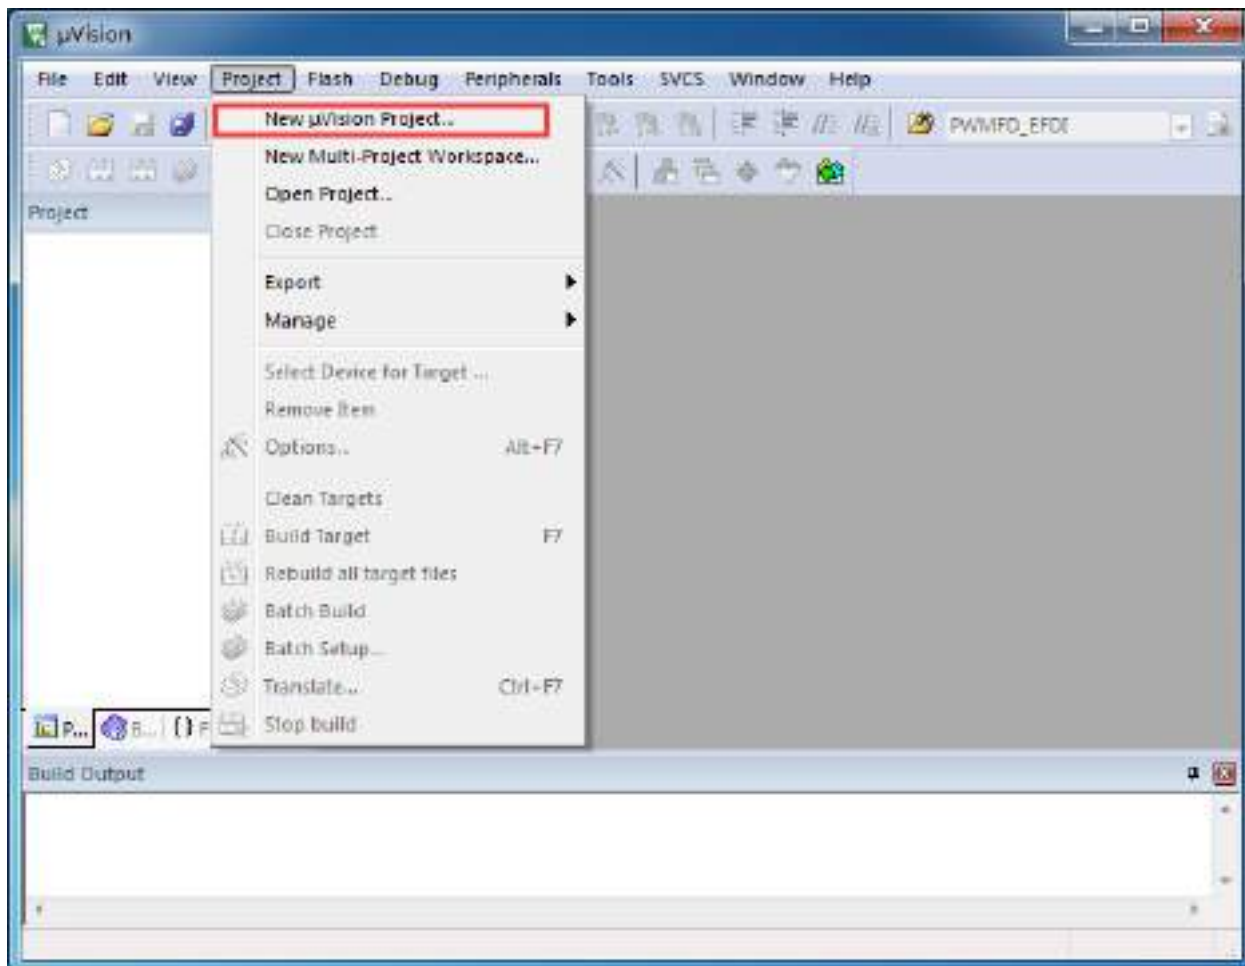 µVision
File Edit View Project Flash Debug Peripherals Tools SVCS Window Help
New µVision Project...
PWMFD_EFDI
New Multi-Project Workspace...
Open Project...
Project
Close Project
Export
Manage
Select Device for Target ...
Remove Item
Options... Alt+F7
Clean Targets
Build Target F7
Rebuild all target files
Batch Build
Batch Setup...
Translate... Ctrl+F7
Stop build
P... B... {} F
Build Output